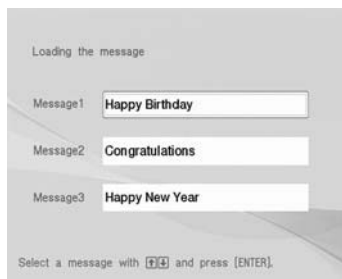 Loading the message
Message1 Happy Birthday
Message2 Congratulations
Message3 Happy New Year
Select a message with [↑][↓] and press [ENTER].